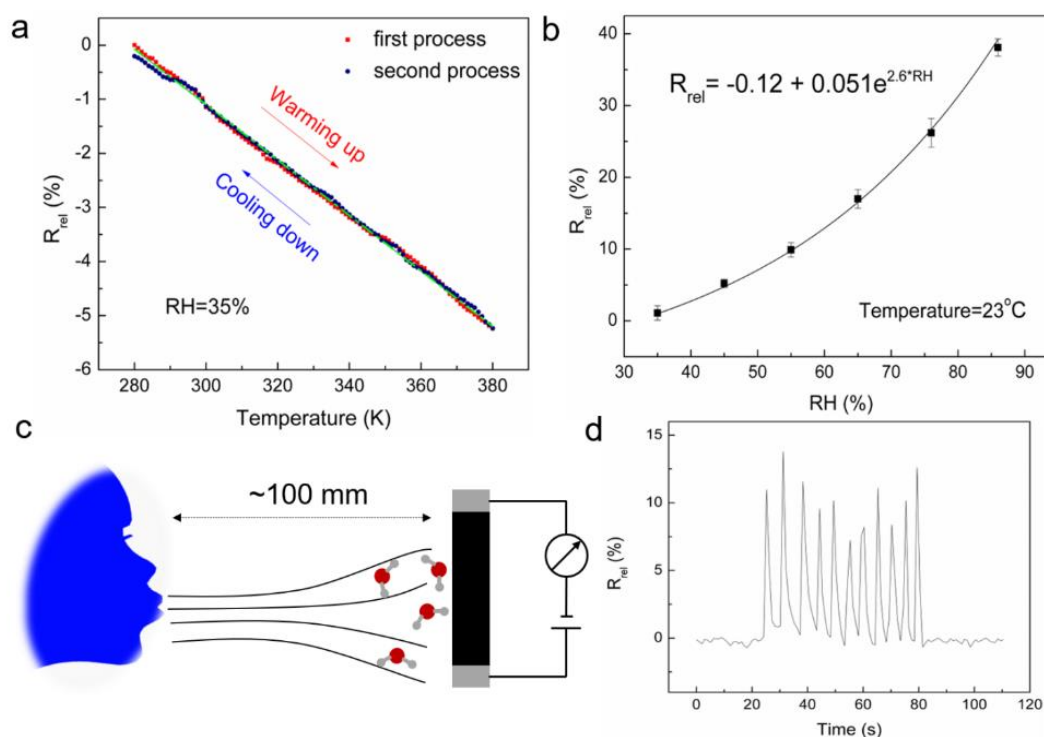 a
first process
second process
Warming up
Cooling down
RH=35%
0
-1
-2
-3
-4
-5
-6
R_rel (%)
280 300 320 340 360 380
Temperature (K)
b
R_rel= -0.12 + 0.051e^2.6*RH
Temperature=23°C
40
30
20
10
0
R_rel (%)
30 40 50 60 70 80 90
RH (%)
c
~100 mm
d
15
10
5
0
R_rel (%)
0 20 40 60 80 100 120
Time (s)